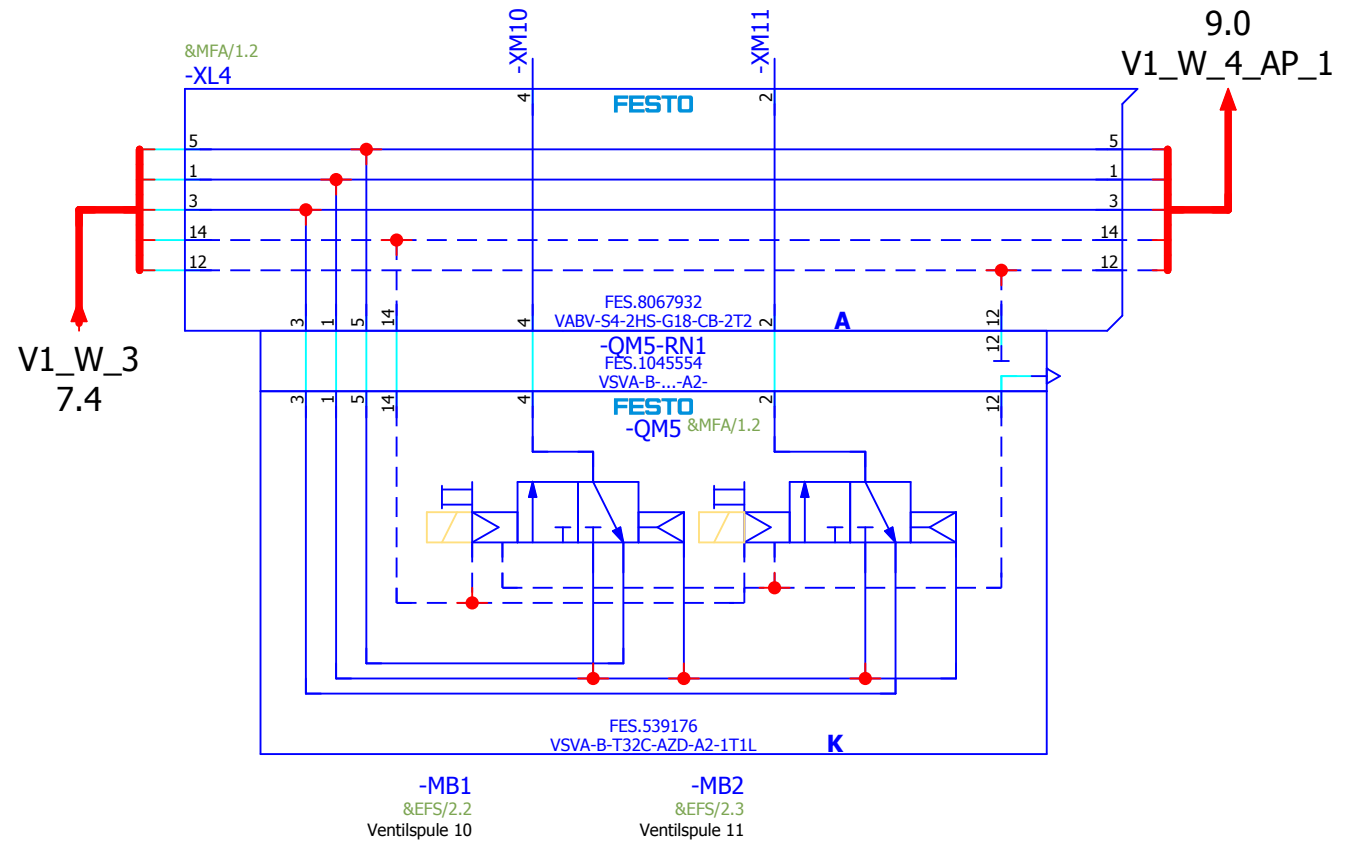 -XM10
-XM11
9.0
V1_W_4_AP_1
&MFA/1.2
-XL4
4
FESTO
2
5
5
1
1
3
3
14
14
12
12
FES.8067932
3
1
5
14
4
VABV-S4-2HS-G18-CB-2T2
2
A
12
V1_W_3
7.4
-QM5-RN1
FES.1045554
VSVA-B-...-A2-
12
3
1
5
14
4
FESTO
2
12
-QM5
&MFA/1.2
FES.539176
VSVA-B-T32C-AZD-A2-1T1L
K
-MB1
-MB2
&EFS/2.2
&EFS/2.3
Ventilspule 10
Ventilspule 11